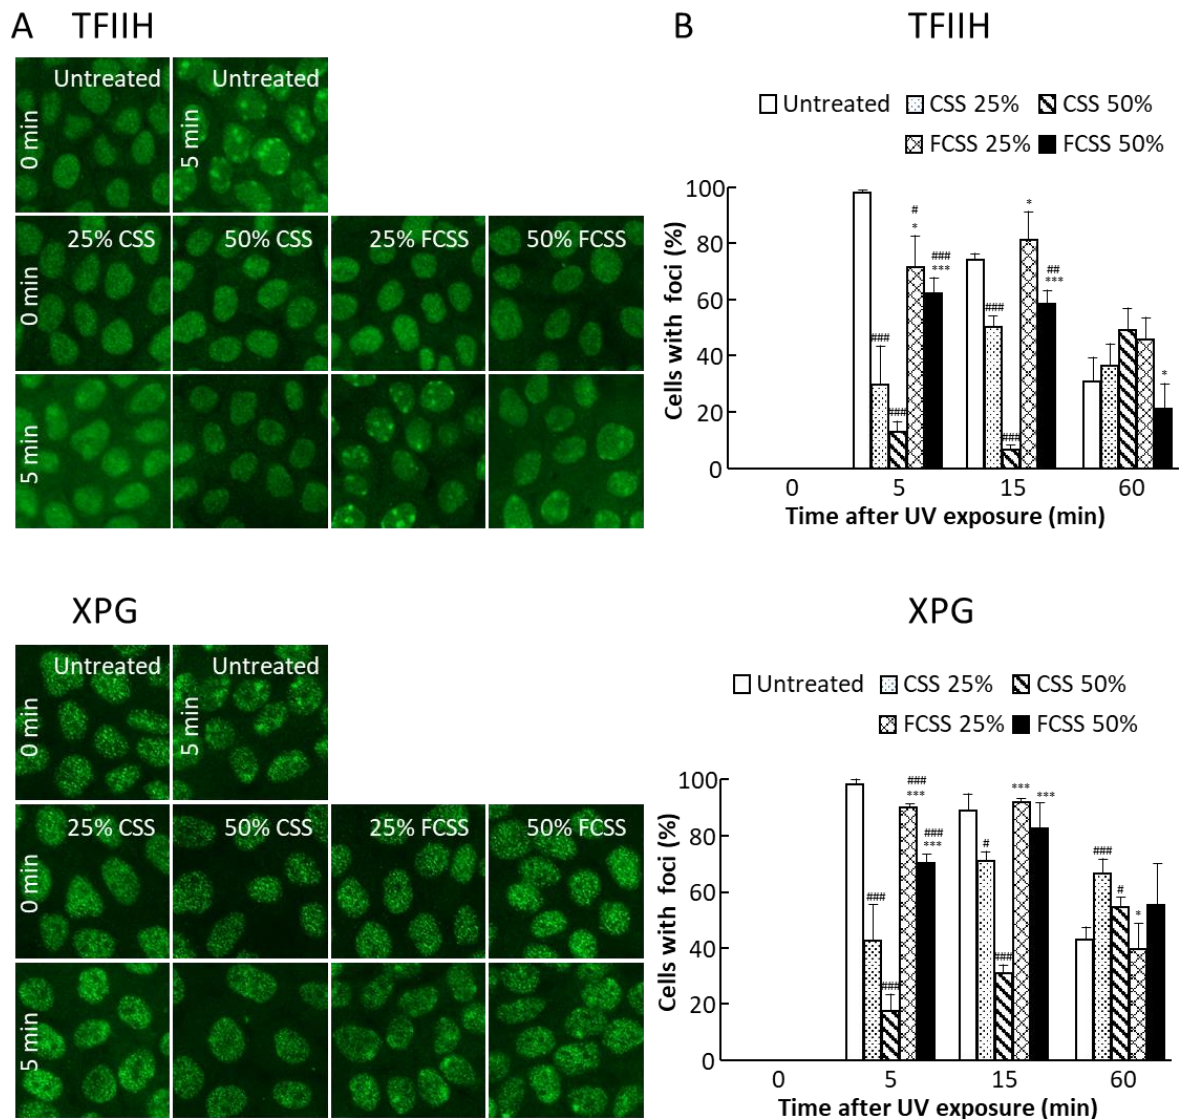 A TFIIH
Untreated Untreated
0 min 5 min
25% CSS 50% CSS 25% FCSS 50% FCSS
0 min
5 min
B TFIIH
Untreated CSS 25% CSS 50%
FCSS 25% FCSS 50%
Cells with foci (%)
100
80
60
40
20
0
### ### # * ### ***
### ### * ## ***
*
0 5 15 60
Time after UV exposure (min)
XPG
Untreated Untreated
0 min 5 min
25% CSS 50% CSS 25% FCSS 50% FCSS
0 min
5 min
XPG
Untreated CSS 25% CSS 50%
FCSS 25% FCSS 50%
Cells with foci (%)
100
80
60
40
20
0
### ### ### *** ### ***
# ### *** ***
### # *
0 5 15 60
Time after UV exposure (min)